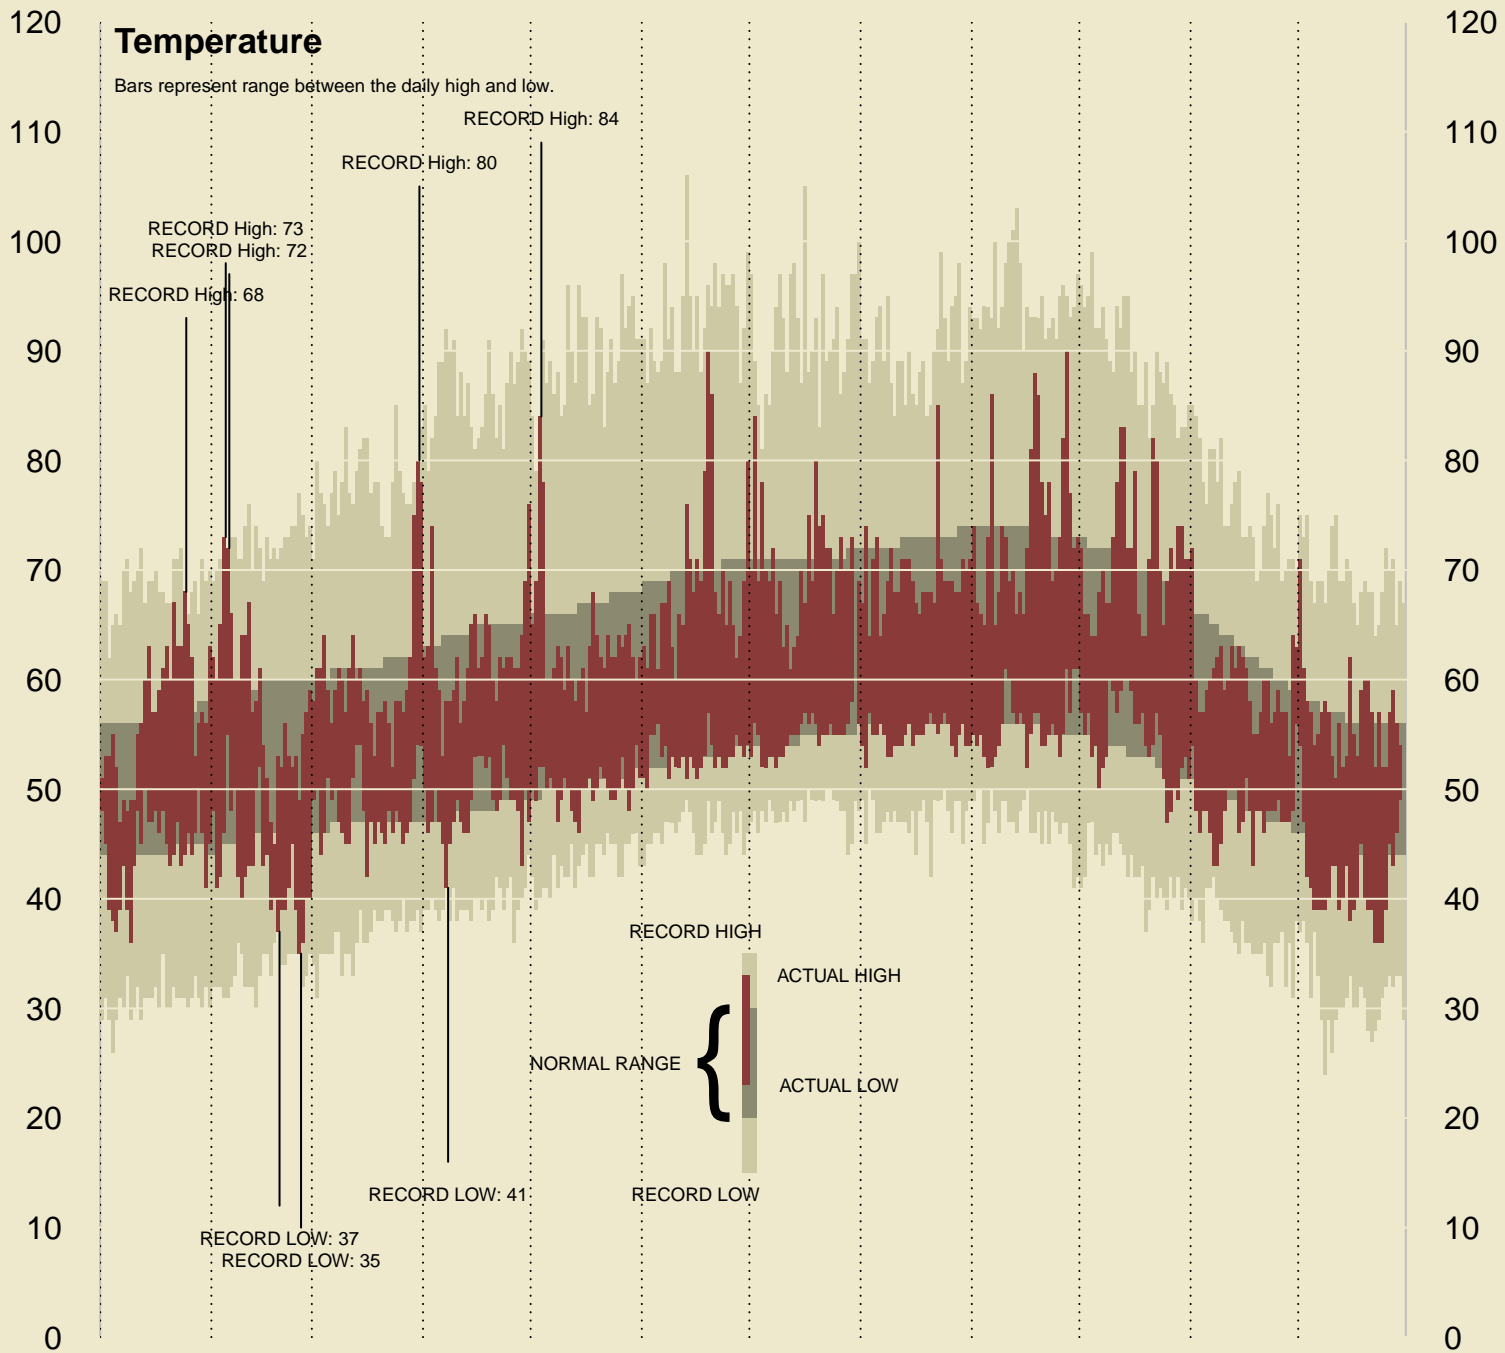 120 120
Temperature
Bars represent range between the daily high and low.
RECORD High: 84
110 110
RECORD High: 80
RECORD High: 73
100 100
RECORD High: 72
RECORD High: 68
90 90
80 80
70 70
60 60
50 50
40 40
RECORD HIGH
ACTUAL HIGH
30 30
NORMAL RANGE {
ACTUAL LOW
20 20
RECORD LOW: 41 RECORD LOW
10 10
RECORD LOW: 37
RECORD LOW: 35
0 0